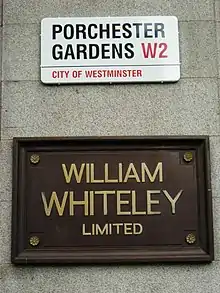 PORCHESTER
GARDENS W2
CITY OF WESTMINSTER
WILLIAM
WHITELEY
LIMITED